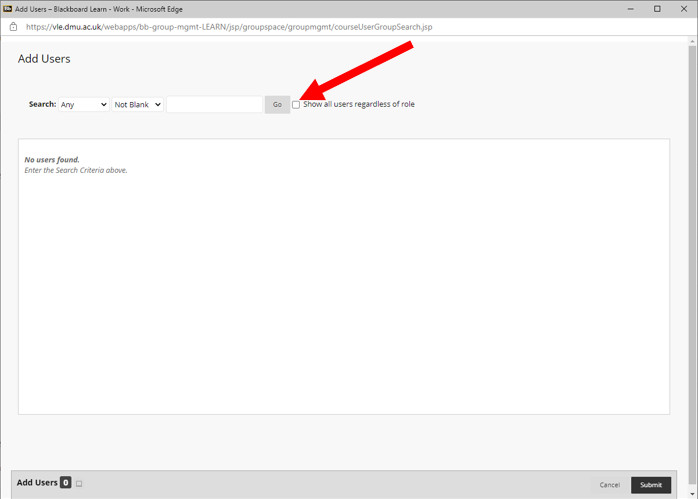 Add Users – Blackboard Learn - Work - Microsoft Edge
https://vle.dmu.ac.uk/webapps/bb-group-mgmt-LEARN/jsp/groupspace/groupmgmt/courseUserGroupSearch.jsp
Add Users
Search: Any Not Blank Go Show all users regardless of role
No users found.
Enter the Search Criteria above.
Add Users 0 Cancel Submit